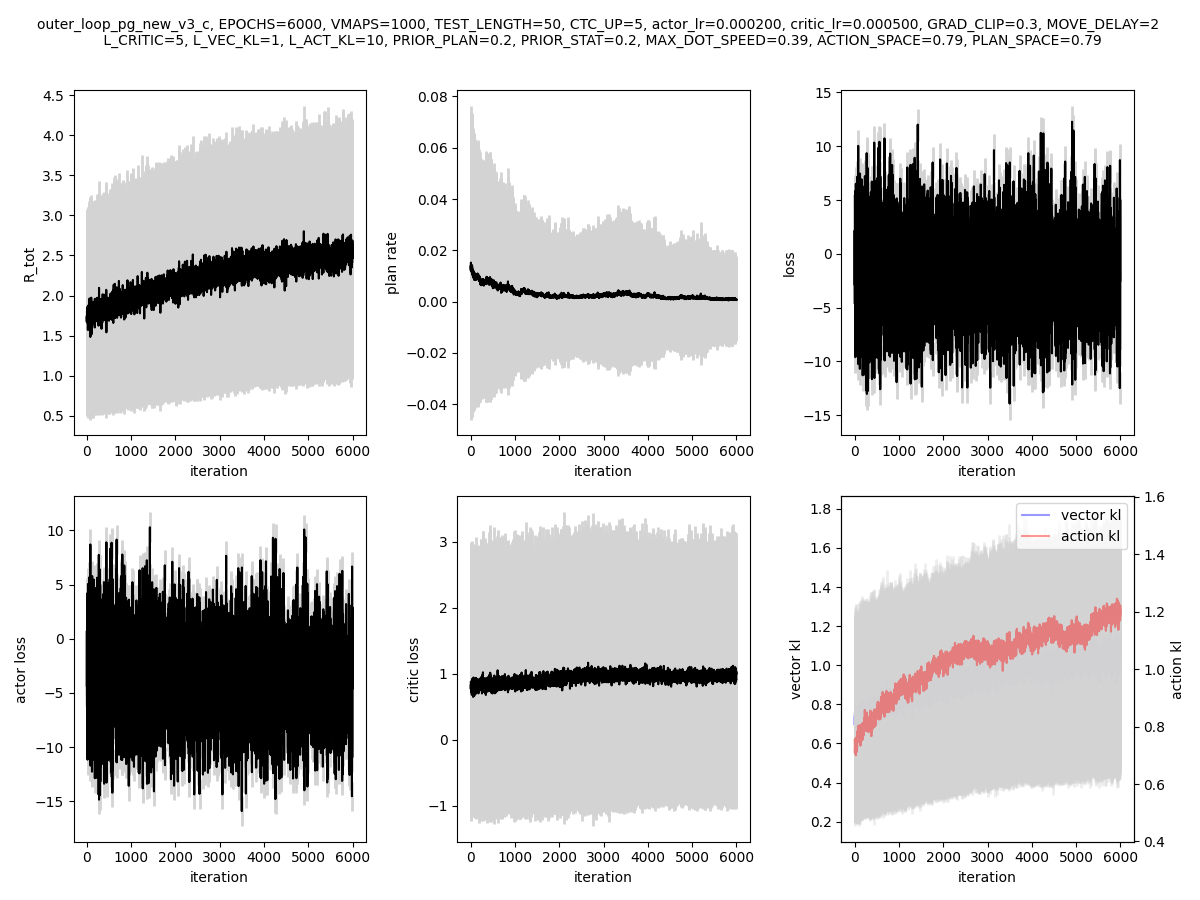 outer_loop_pg_new_v3_c, EPOCHS=6000, VMAPS=1000, TEST_LENGTH=50, CTC_UP=5, actor_lr=0.000200, critic_lr=0.000500, GRAD_CLIP=0.3, MOVE_DELAY=2
L_CRITIC=5, L_VEC_KL=1, L_ACT_KL=10, PRIOR_PLAN=0.2, PRIOR_STAT=0.2, MAX_DOT_SPEED=0.39, ACTION_SPACE=0.79, PLAN_SPACE=0.79
R_tot
4.5
4.0
3.5
3.0
2.5
2.0
1.5
1.0
0.5
0 1000 2000 3000 4000 5000 6000
iteration
plan rate
0.08
0.06
0.04
0.02
0.00
−0.02
−0.04
0 1000 2000 3000 4000 5000 6000
iteration
loss
15
10
5
0
−5
−10
−15
0 1000 2000 3000 4000 5000 6000
iteration
actor loss
10
5
0
−5
−10
−15
0 1000 2000 3000 4000 5000 6000
iteration
critic loss
3
2
1
0
−1
0 1000 2000 3000 4000 5000 6000
iteration
vector kl
1.8
1.6
1.4
1.2
1.0
0.8
0.6
0.4
0.2
vector kl
action kl
0 1000 2000 3000 4000 5000 6000
iteration
1.6
1.4
1.2
1.0
0.8
0.6
0.4
action kl